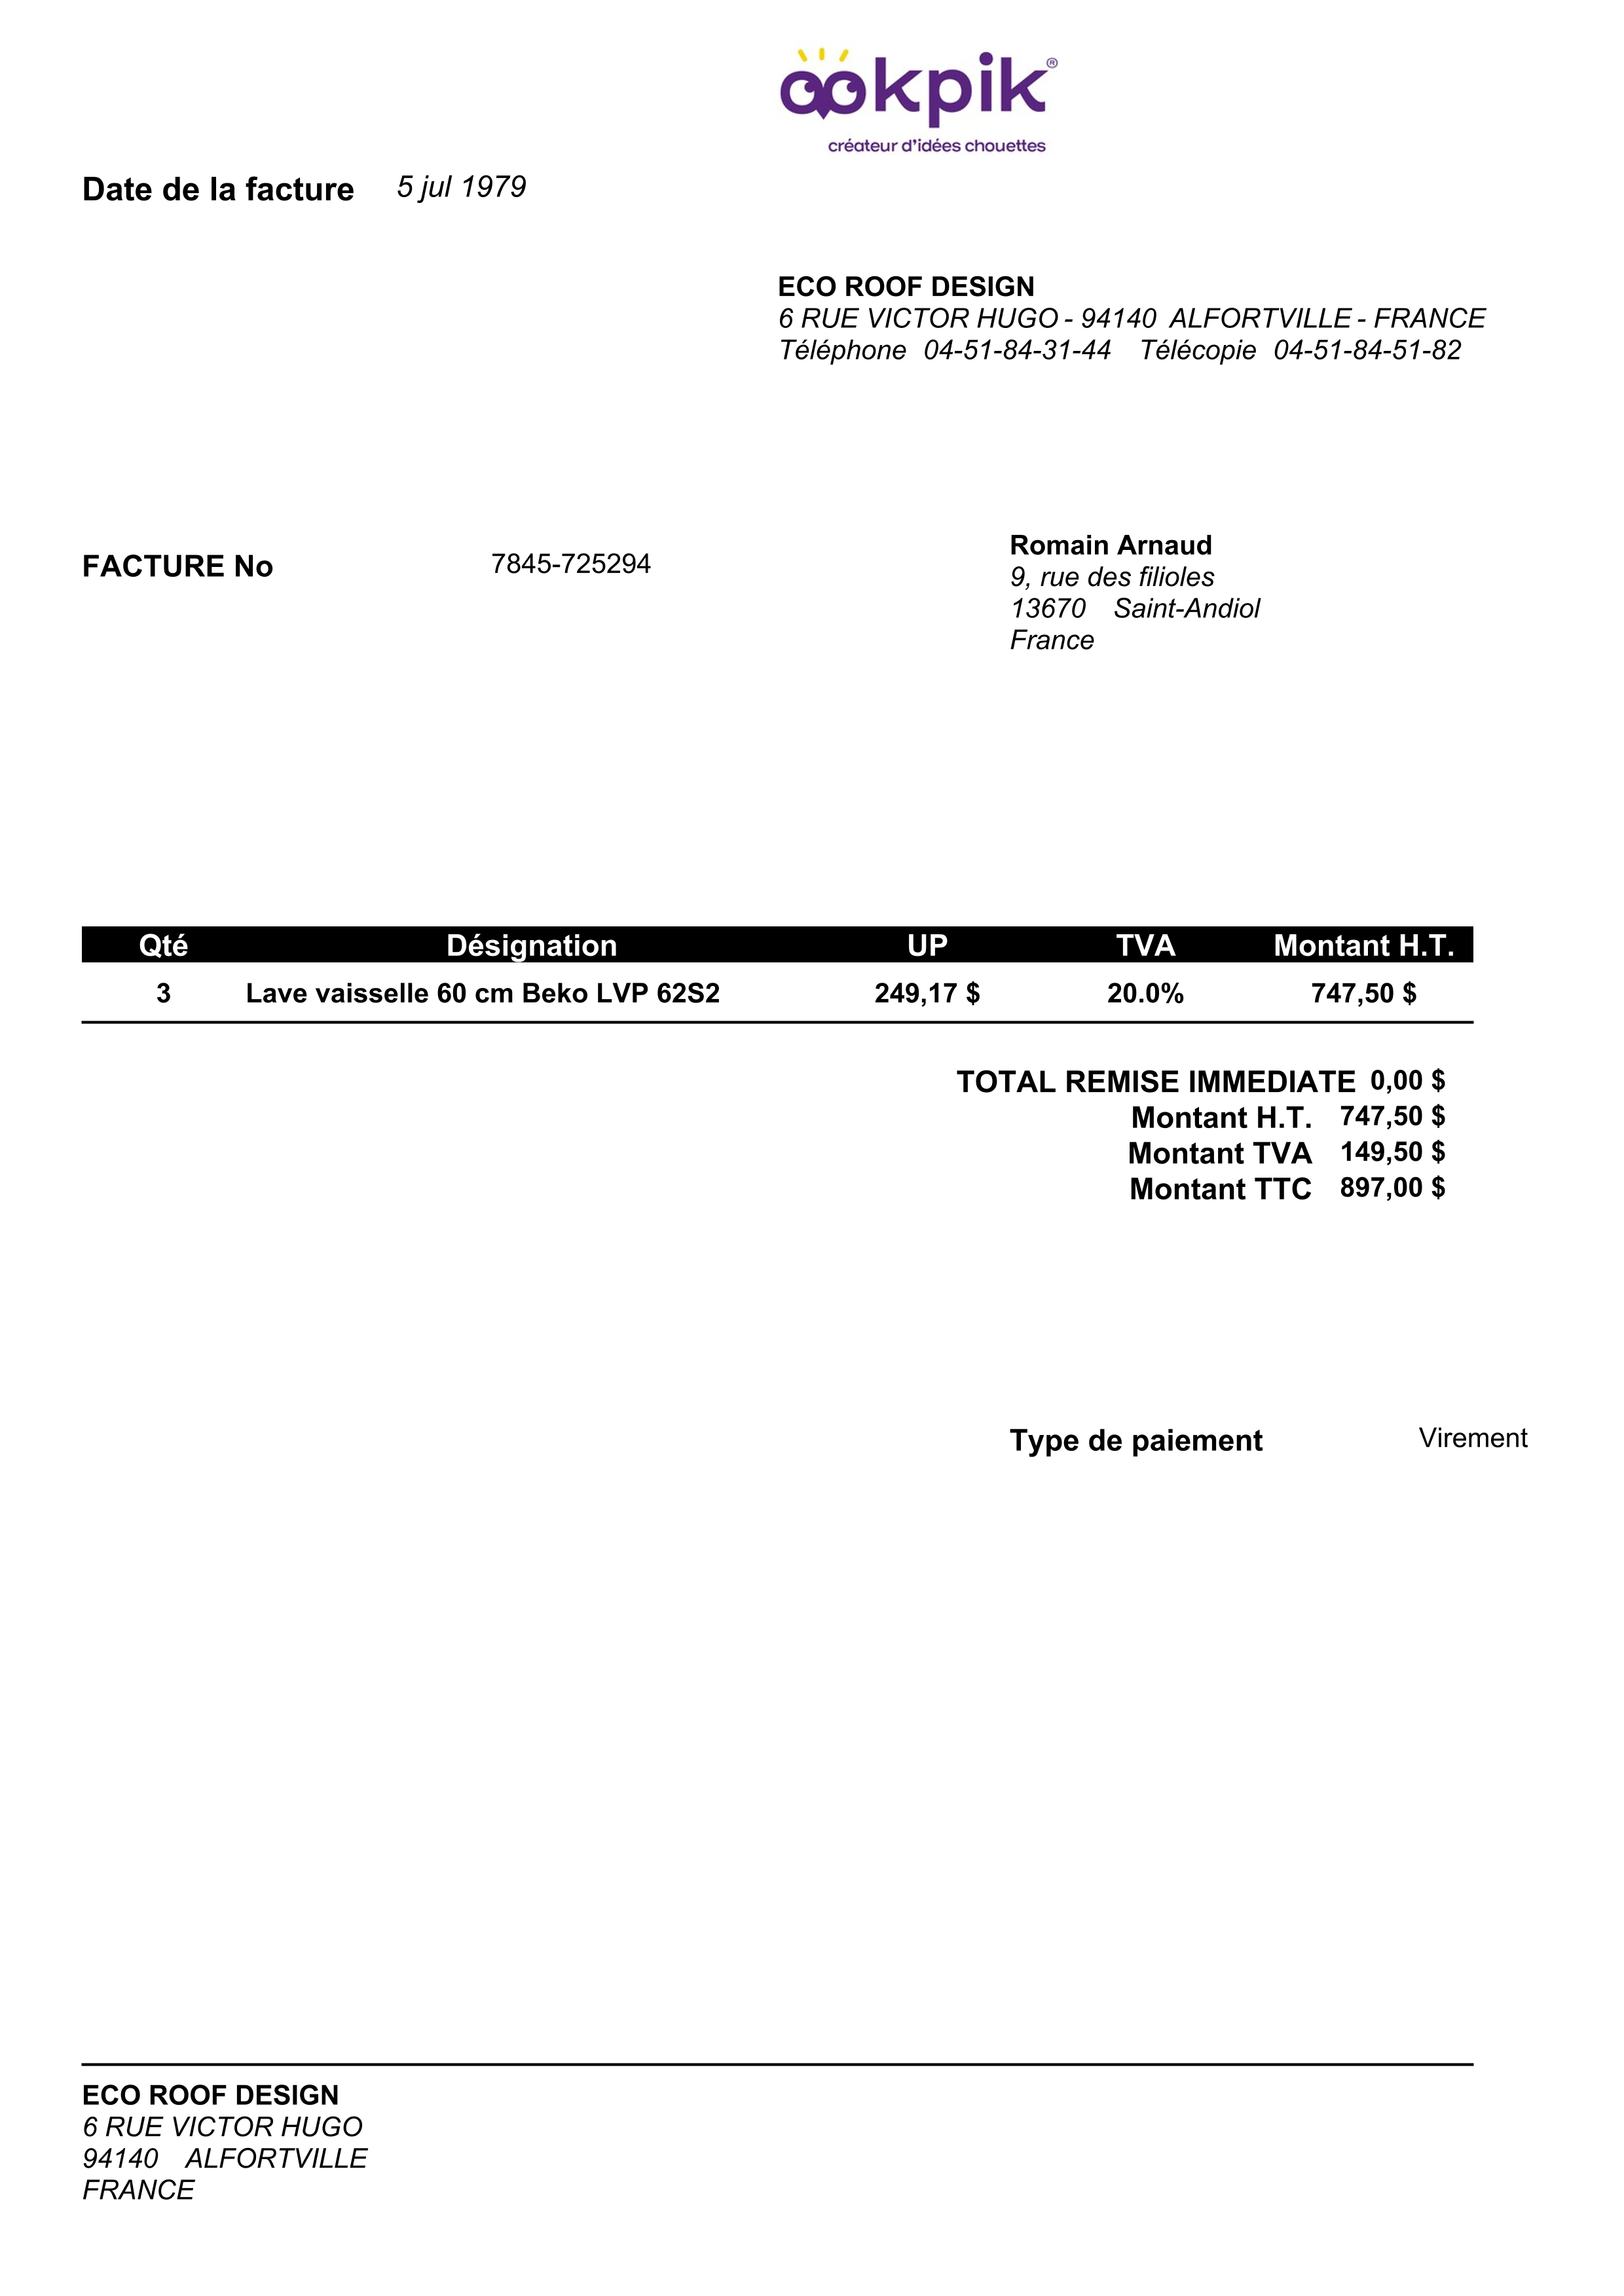 ookpik®
créateur d'idées chouettes
Date de la facture 5 jul 1979
ECO ROOF DESIGN
6 RUE VICTOR HUGO - 94140 ALFORTVILLE - FRANCE
Téléphone 04-51-84-31-44 Télécopie 04-51-84-51-82
FACTURE No 7845-725294
Romain Arnaud
9, rue des filioles
13670 Saint-Andiol
France
Qté Désignation UP TVA Montant H.T.
3 Lave vaisselle 60 cm Beko LVP 62S2 249,17 $ 20.0% 747,50 $
TOTAL REMISE IMMEDIATE 0,00 $
Montant H.T. 747,50 $
Montant TVA 149,50 $
Montant TTC 897,00 $
Type de paiement Virement
ECO ROOF DESIGN
6 RUE VICTOR HUGO
94140 ALFORTVILLE
FRANCE